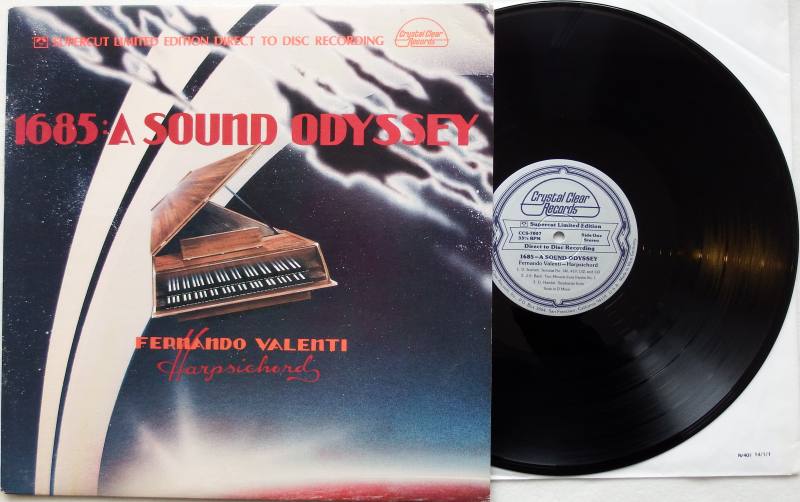 SUPERCUT LIMITED EDITION DIRECT TO DISC RECORDING
Crystal Clear
Records
1685: A SOUND ODYSSEY
FERNANDO VALENTI
Harpsichord
Crystal Clear
Records
Supercut Limited Edition
CCS-7007
Side One
33⅓ RPM
Stereo
Direct to Disc Recording
1685—A SOUND ODYSSEY
Fernando Valenti—Harpsichord